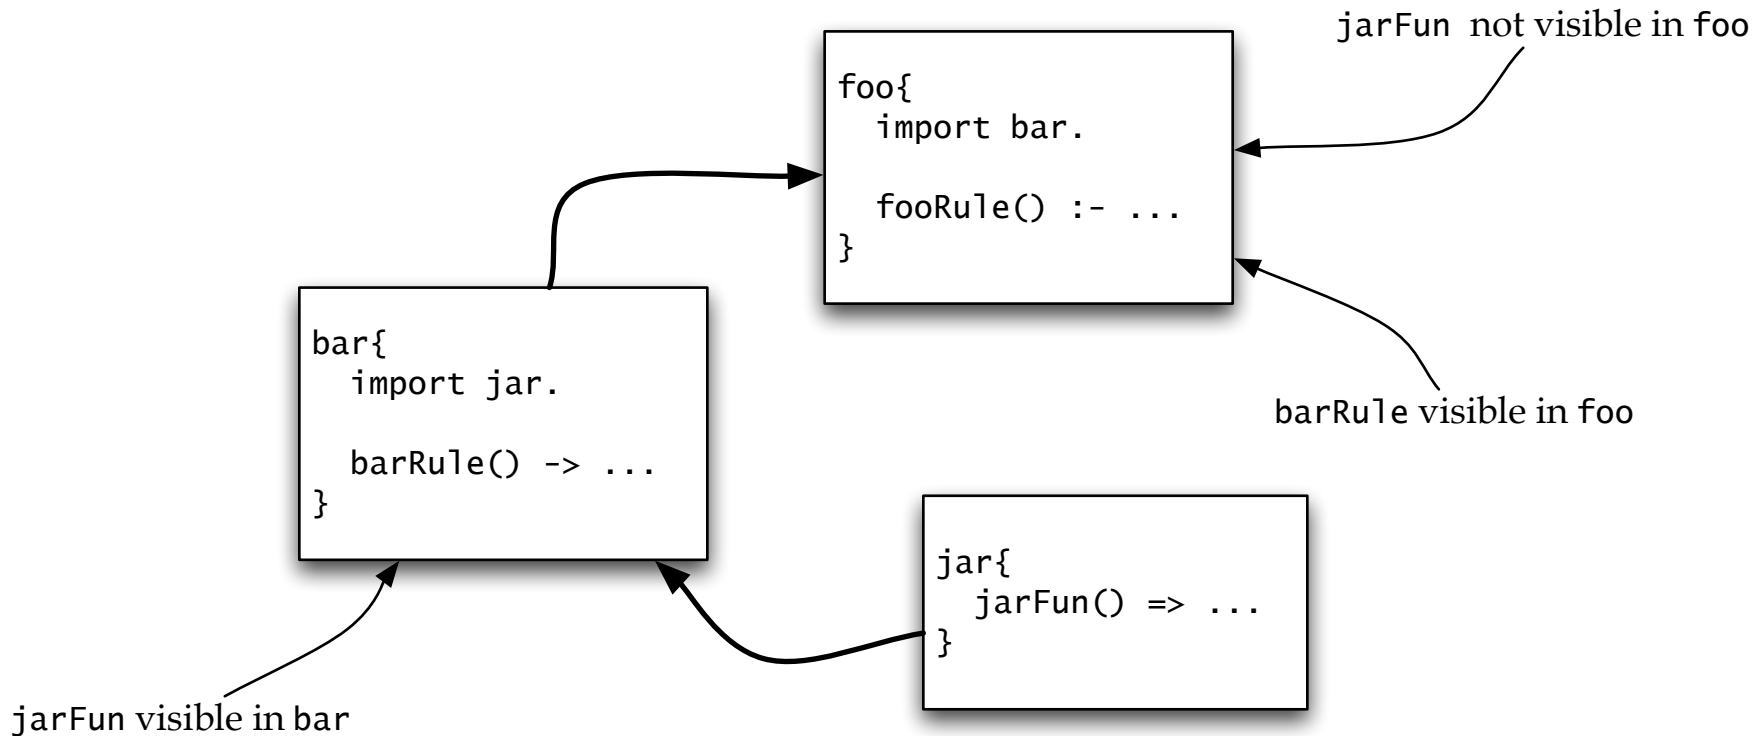 jarFun not visible in foo
foo{
  import bar.
  fooRule() :- ...
}
bar{
  import jar.
  barRule() -> ...
}
barRule visible in foo
jar{
  jarFun() => ...
}
jarFun visible in bar